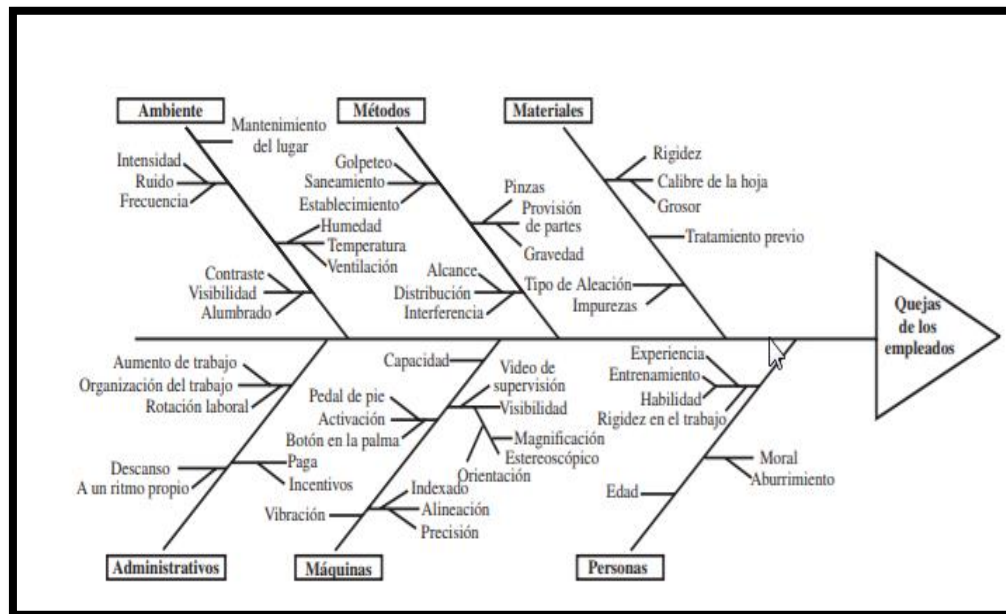 Ambiente
Métodos
Materiales
Mantenimiento
del lugar
Intensidad
Ruido
Frecuencia
Humedad
Temperatura
Ventilación
Contraste
Visibilidad
Alumbrado
Golpeteo
Saneamiento
Establecimiento
Pinzas
Provisión
de partes
Gravedad
Alcance
Distribución
Interferencia
Rigidez
Calibre de la hoja
Grosor
Tratamiento previo
Tipo de Aleación
Impurezas
Quejas
de los
empleados
Aumento de trabajo
Organización del trabajo
Rotación laboral
Descanso
A un ritmo propio
Paga
Incentivos
Capacidad
Video de
supervisión
Visibilidad
Pedal de pie
Activación
Botón en la palma
Magnificación
Estereoscópico
Orientación
Indexado
Alineación
Precisión
Vibración
Experiencia
Entrenamiento
Habilidad
Rigidez en el trabajo
Moral
Aburrimiento
Edad
Administrativos
Máquinas
Personas